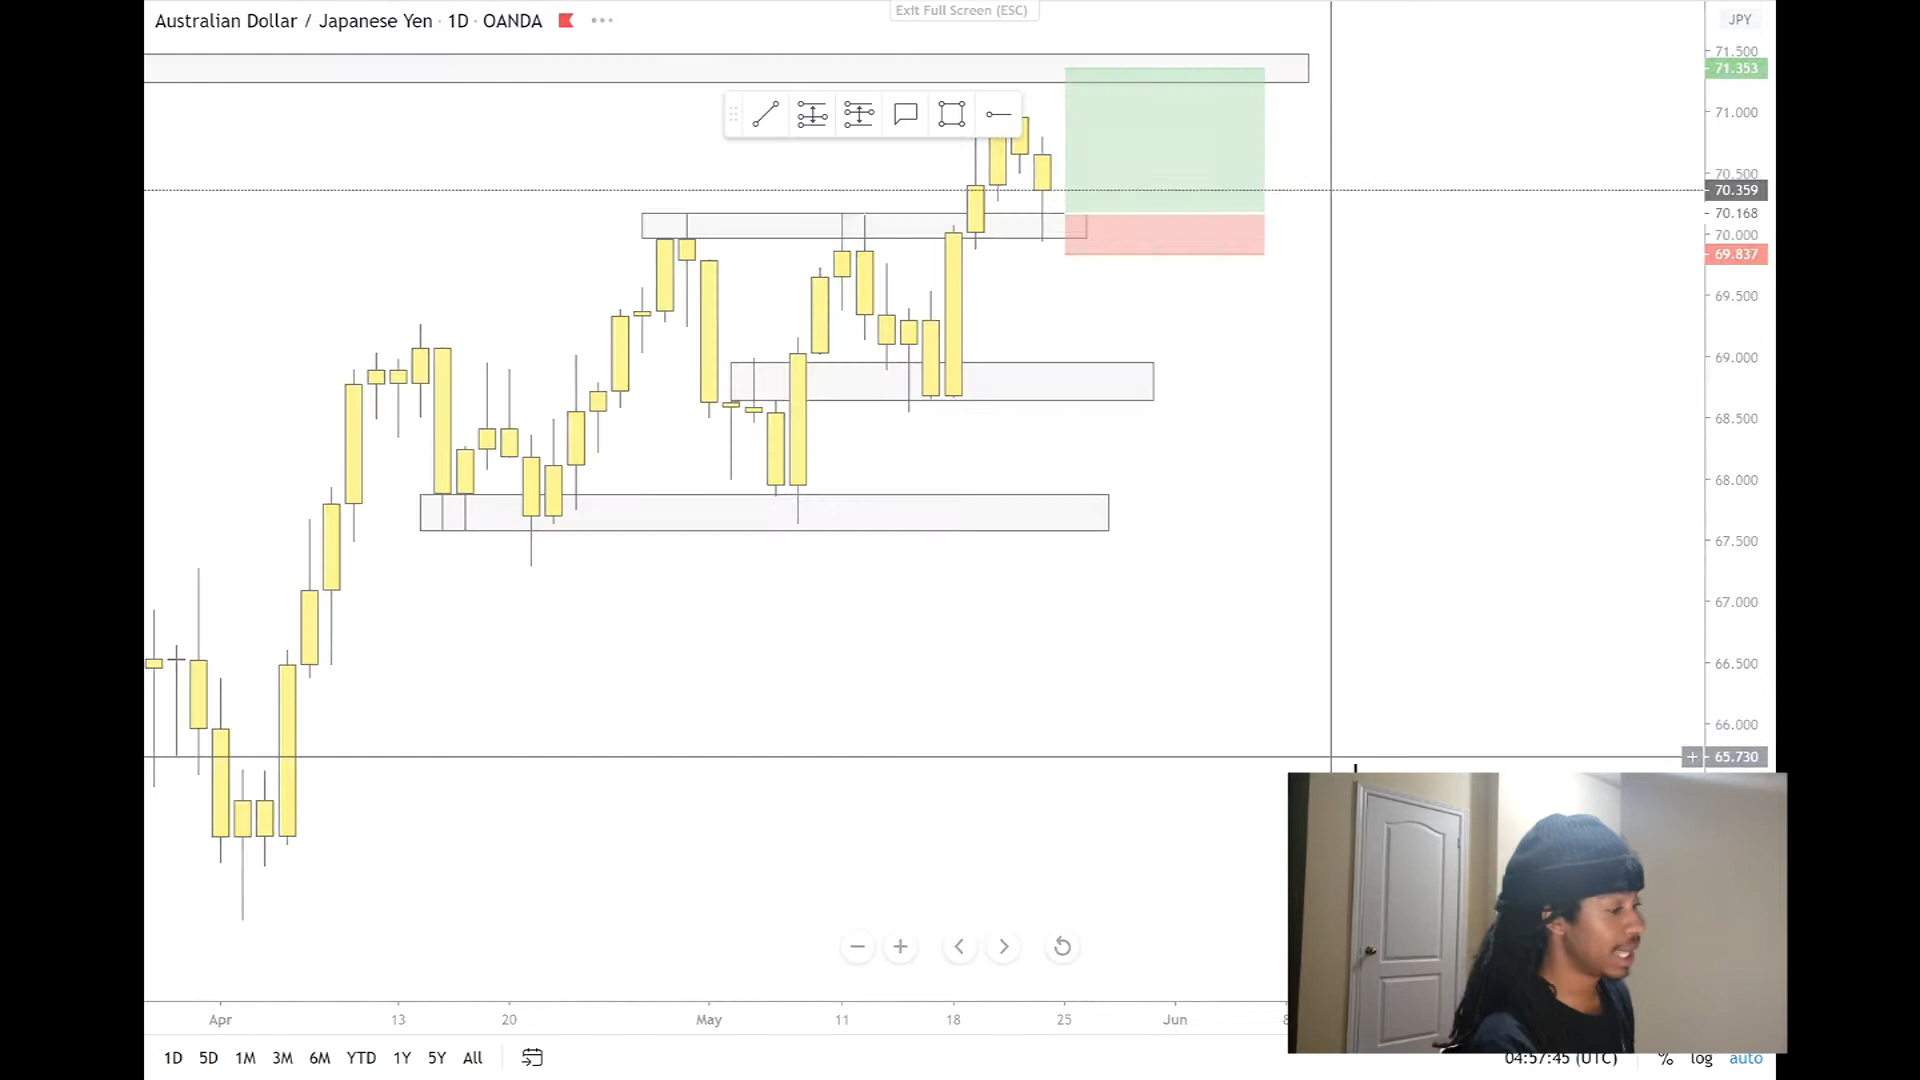 Australian Dollar / Japanese Yen · 1D · OANDA
Exit Full Screen (ESC)
JPY
71.500
71.353
71.000
70.500
70.359
70.168
70.000
69.837
69.500
69.000
68.500
68.000
67.500
67.000
66.500
66.000
65.730
Apr 13 20 May 11 18 25 Jun
1D 5D 1M 3M 6M YTD 1Y 5Y All
04:57:45 (UTC) % log auto